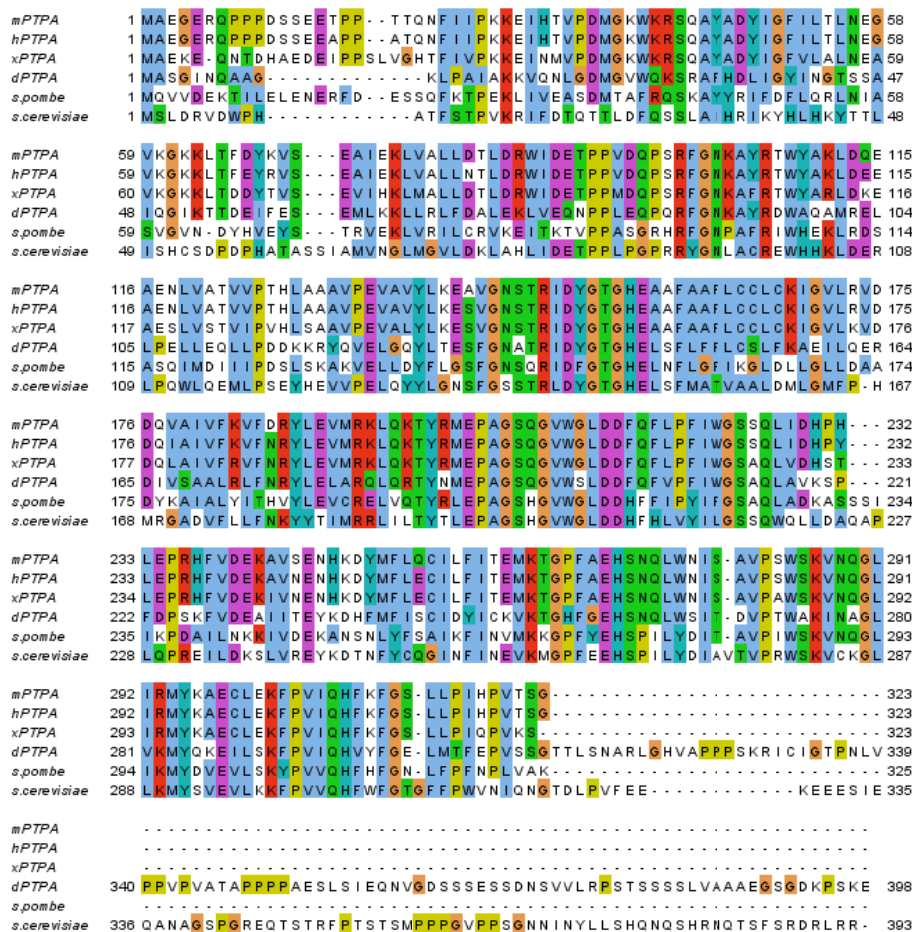 mPTPA 1 MAEGERQPPPDSSEETPP--TTQNFIIPKKEIHTVPDMGKWKRSQAYADYIGFILTLNEG 58
hPTPA 1 MAEGERQPPPDSSEEAPP--ATQNFIIPKKEIHTVPDMGKWKRSQAYADYIGFILTLNEG 58
xPTPA 1 MAEKE-QNTDHAEDEIPPSLVGHTFIVPKKEINMVPDMGKWKRSQAYADYIGFVLALNEA 59
dPTPA 1 MASGINQAAG-----------KLPAIAKKVQNLGDMGVWQKSRAFHDLIGYINGTSSA 47
s.pombe 1 MQVVDEKTILELENERFD--ESSQFKTPEKLIVEASDMTAFRQSKAYYRIFDFLQRLNIA 58
s.cerevisiae 1 MSLDRVDWPH------------ATFSTPVKRIFDTQTTLDFQSSLAIHRIKYHLHKYTTL 48
mPTPA 59 VKGKKLTFDYKVS---EAIEKLVALLDTLDRWIDETPPVDQPSRFGNKAYRTWYAKLDQE 115
hPTPA 59 VKGKKLTFEYRVS---EAIEKLVALLNTLDRWIDETPPVDQPSRFGNKAYRTWYAKLDEE 115
xPTPA 60 VKGKKLTDDYTVS---EVIHKLMALLDTLDRWIDETPPMDQPSRFGNKAFRTWYARLDKE 116
dPTPA 48 IQGIKTTDEIFES---EMLKKLLRLFDALEKLVEQNPPLEQPQRFGNKAYRDWAQAMREL 104
s.pombe 59 SVGVN-DYHVEYS---TRVEKLVRILCRVKEITKTVPPASGRHRFGNPAFRIWHEKLRDS 114
s.cerevisiae 49 ISHCSDPDPHATASSIAMVNGLMGVLDKLAHLIDETPPLPGPRRYGNLACREWHHKLDER 108
mPTPA 116 AENLVATVVPTHLAAAVPEVAVYLKEAVGNSTRIDYGTGHEAAFAAFLCCLCKIGVLRVD 175
hPTPA 116 AENLVATVVPTHLAAAVPEVAVYLKESVGNSTRIDYGTGHEAAFAAFLCCLCKIGVLRVD 175
xPTPA 117 AESLVSTVIPVHLSAAVPEVALYLKESVGNSTRIDYGTGHEAAFAAFLCCLCKIGVLKVD 176
dPTPA 105 LPELLEQLLPDDKKRYQVELGQYLTESFGNATRIDYGTGHELSFLFFLCSLFKAEILQER 164
s.pombe 115 ASQIMDIIIPDSLSKAKVELLDYFLGSFGNSQRIDFGTGHELNFLGFIKGLDLLGLLDAA 174
s.cerevisiae 109 LPQWLQEMLPSEYHEVVPELQYYLGNSFGSSTRLDYGTGHELSFMATVAALDMLGMFP-H 167
mPTPA 176 DQVAIVFKVFDRYLEVMRKLQKTYRMEPAGSQGVWGLDDFQFLPFIWGSSQLIDHPH--- 232
hPTPA 176 DQIAIVFKVFNRYLEVMRKLQKTYRMEPAGSQGVWGLDDFQFLPFIWGSSQLIDHPY--- 232
xPTPA 177 DQLAIVFRVFNRYLEVMRKLQKTYRMEPAGSQGVWGLDDFQFLPFIWGSAQLVDHST--- 233
dPTPA 165 DIVSAALRLFNRYLELARQLQRTYNMEPAGSQGVWSLDDFQFVPFIWGSAQLAVKSP--- 221
s.pombe 175 DYKAIALYITHVYLEVCRELVQTYRLEPAGSHGVWGLDDHFFIPYIFGSAQLADKASSSI 234
s.cerevisiae 168 MRGADVFLLFNKYYTIMRRLILTYTLEPAGSHGVWGLDDHFHLVYILGSSQWQLLDAQAP 227
mPTPA 233 LEPRHFVDEKAVSENHKDYMFLQCILFITEMKTGPFAEHSNQLWNIS-AVPSWSKVNQGL 291
hPTPA 233 LEPRHFVDEKAVNENHKDYMFLECILFITEMKTGPFAEHSNQLWNIS-AVPSWSKVNQGL 291
xPTPA 234 LEPRHFVDEKIVNENHKDYMFLECILFITEMKTGPFAEHSNQLWNIS-AVPAWSKVNQGL 292
dPTPA 222 FDPSKFVDEAIITEYKDHFMFISCIDYICKVKTGHFGEHSNQLWSIT-DVPTWAKINAGL 280
s.pombe 235 IKPDAILNKKIVDEKANSNLYFSAIKFINVMKKGPFYEHSPILYDIT-AVPIWSKVNQGL 293
s.cerevisiae 228 LQPREILDKSLVREYKDTNFYCQGINFINEVKMGPFEEHSPILYDIAVTVPRWSKVCKGL 287
mPTPA 292 IRMYKAECLEKFPVIQHFKFGS-LLPIHPVTSG--------------------------- 323
hPTPA 292 IRMYKAECLEKFPVIQHFKFGS-LLPIHPVTSG--------------------------- 323
xPTPA 293 IRMYKAECLEKFPVIQHFKFGS-LLPIQPVKS---------------------------- 323
dPTPA 281 VKMYQKEILSKFPVIQHVYFGE-LMTFEPVSSGTTLSNARLGHVAPPPSKRICIGTPNLV 339
s.pombe 294 IKMYDVEVLSKYPVVQHFHFGN-LFPFNPLVAK--------------------------- 325
s.cerevisiae 288 LKMYSVEVLKKFPVVQHFWFGTGFFPWVNIQNGTDLPVFEE------------KEEESIE 335
mPTPA -----------------------------------------------------------
hPTPA -----------------------------------------------------------
xPTPA -----------------------------------------------------------
dPTPA 340 PPVPVATAPPPPAESLSIEQNVGDSSSESSDNSVVLRPSTSSSSLVAAAEGSGDKPSKE 398
s.pombe -----------------------------------------------------------
s.cerevisiae 336 QANAGSPGREQTSTRFPTSTSMPPPGVPPSGNNINYLLSHQNQSHRNQTSFSRDRLRR- 393